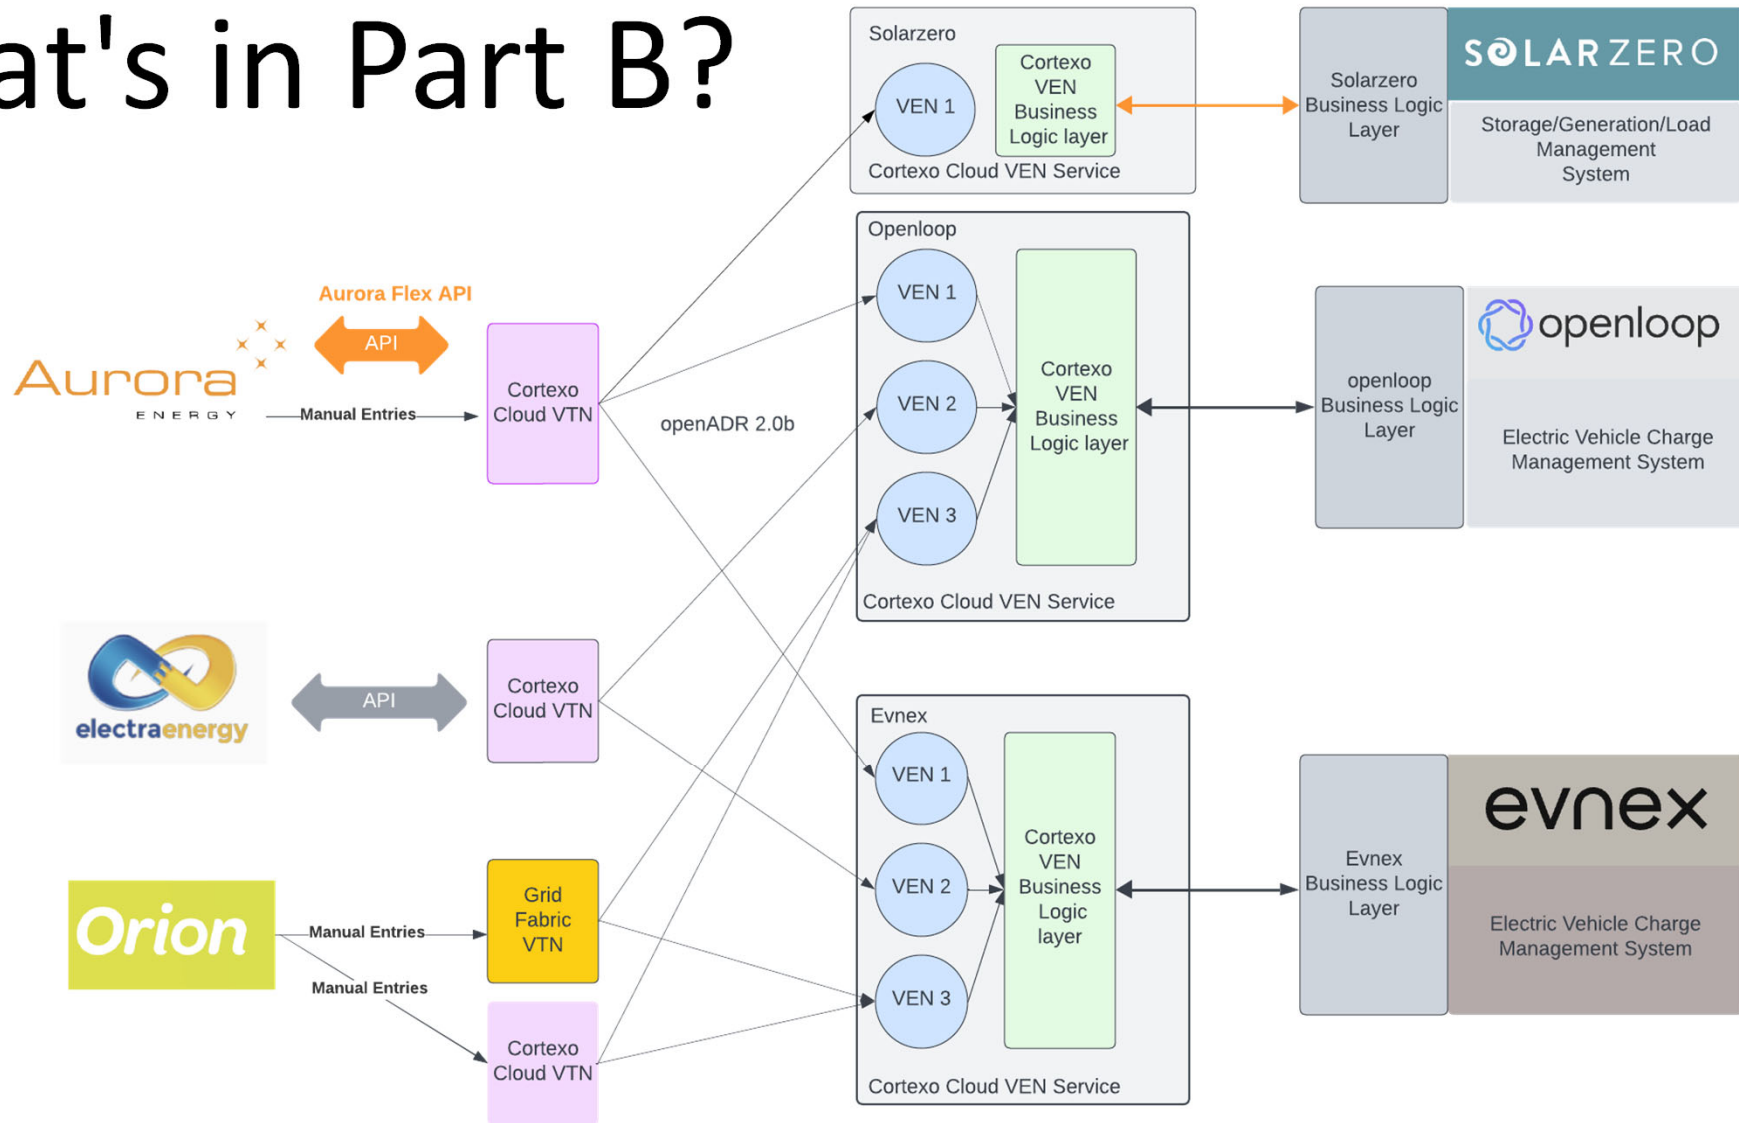 at's in Part B?
Solarzero
VEN 1
Cortexo
VEN
Business
Logic layer
Cortexo Cloud VEN Service
Solarzero
Business Logic
Layer
SOLARZERO
Storage/Generation/Load
Management
System
Aurora
ENERGY
Aurora Flex API
API
Manual Entries
Cortexo
Cloud VTN
openADR 2.0b
Openloop
VEN 1
VEN 2
VEN 3
Cortexo
VEN
Business
Logic layer
Cortexo Cloud VEN Service
openloop
Business Logic
Layer
openloop
Electric Vehicle Charge
Management System
electraenergy
API
Cortexo
Cloud VTN
Orion
Manual Entries
Manual Entries
Grid
Fabric
VTN
Cortexo
Cloud VTN
Evnex
VEN 1
VEN 2
VEN 3
Cortexo
VEN
Business
Logic
layer
Cortexo Cloud VEN Service
Evnex
Business Logic
Layer
evnex
Electric Vehicle Charge
Management System